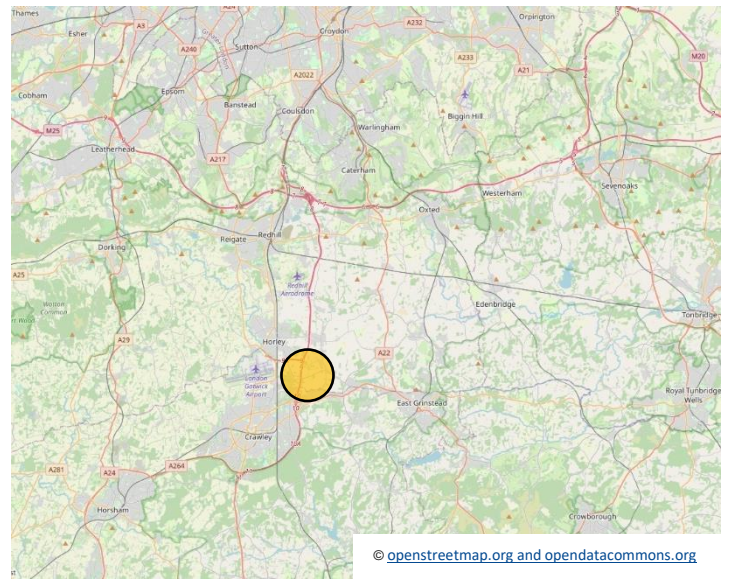 Thames
A24
Orpington
Esher
A3
Croydon
A232
A240
Sutton
A233
M20
A21
A2022
Cobham
Epsom
Banstead
Coulsdon
Biggin Hill
M25
Warlingham
Leatherhead
A217
Caterham
Sevenoaks
Westerham
Oxted
Reigate
Redhill
Dorking
A25
Redhill
Aerodrome
Wotton
Common
Edenbridge
Tonbridge
A29
Horley
A22
London
Gatwick
Airport
Royal Tunbridge
Wells
East Grinstead
Crawley
A281
A24
A264
Horsham
Crowborough
© openstreetmap.org and opendatacommons.org